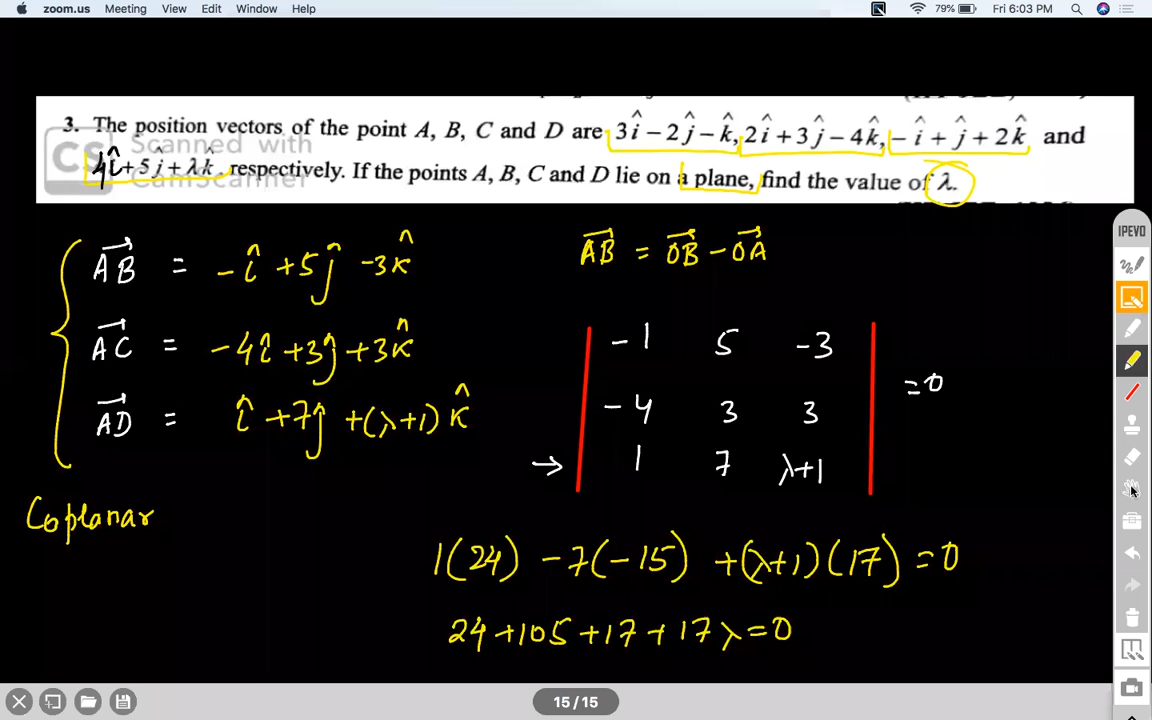 zoom.us Meeting View Edit Window Help 79% Fri 6:03 PM
3. The position vectors of the point A, B, C and D are 3î − 2ĵ − k̂, 2î + 3ĵ − 4k̂, −î + ĵ + 2k̂ and
4î + 5ĵ + λk̂, respectively. If the points A, B, C and D lie on a plane, find the value of λ.
Scanned with
CS CamScanner
AB⃗ = −î + 5ĵ − 3k̂
AC⃗ = −4î + 3ĵ + 3k̂
AD⃗ = î + 7ĵ + (λ+1) k̂
Coplanar
AB⃗ = OB⃗ − OA⃗
−1 5 −3
−4 3 3 = 0
→ 1 7 λ+1
1(24) − 7(−15) + (λ+1)(17) = 0
24 + 105 + 17 + 17λ = 0
IPEVO
15 / 15